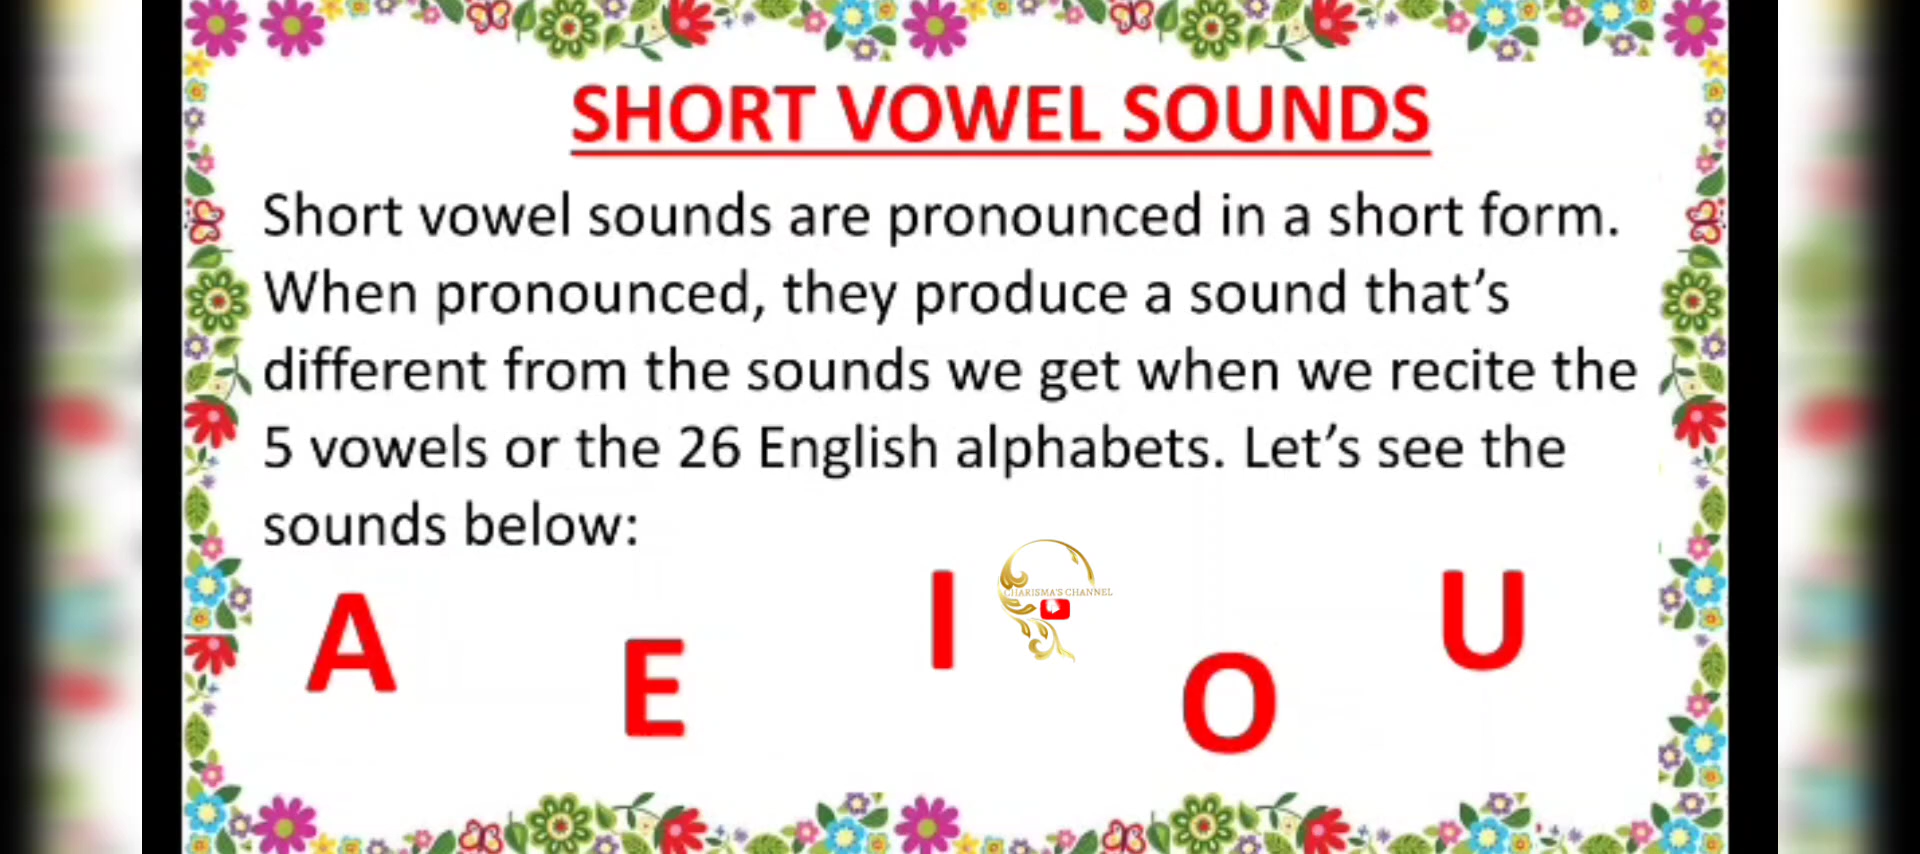 SHORT VOWEL SOUNDS
Short vowel sounds are pronounced in a short form.
When pronounced, they produce a sound that’s
different from the sounds we get when we recite the
5 vowels or the 26 English alphabets. Let’s see the
sounds below:
A E I O U
CHARISMA'S CHANNEL